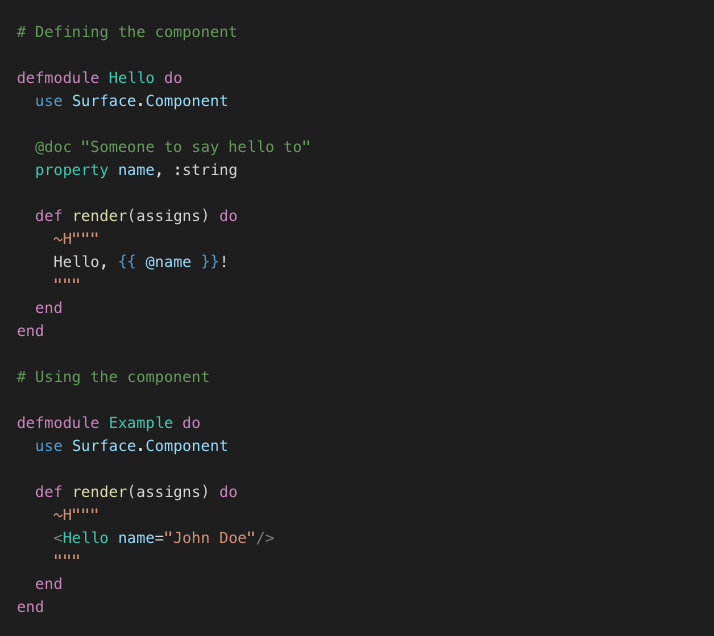 # Defining the component
defmodule Hello do
  use Surface.Component
  @doc "Someone to say hello to"
  property name, :string
  def render(assigns) do
    ~H"""
    Hello, {{ @name }}!
    """
  end
end
# Using the component
defmodule Example do
  use Surface.Component
  def render(assigns) do
    ~H"""
    <Hello name="John Doe"/>
    """
  end
end